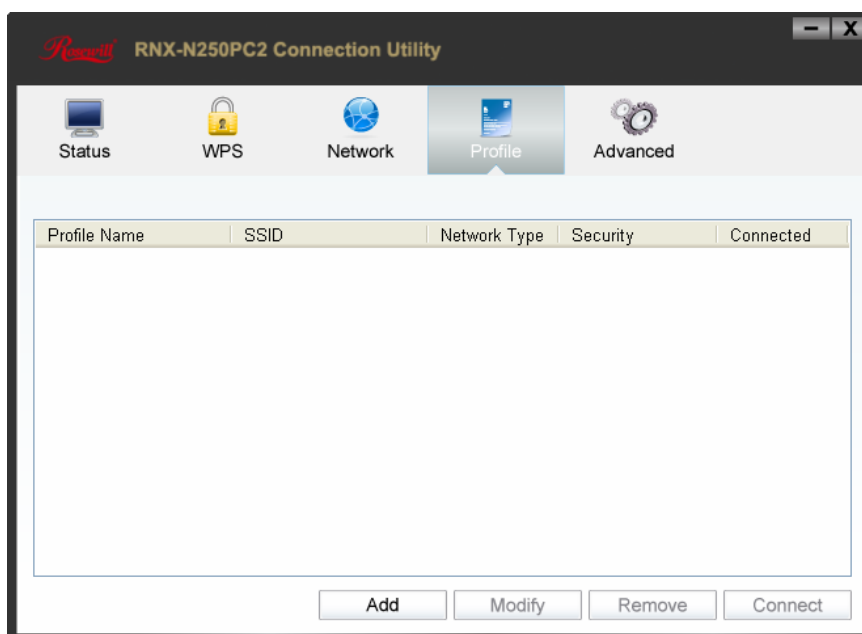 Rosewill RNX-N250PC2 Connection Utility
Status WPS Network Profile Advanced
Profile Name SSID Network Type Security Connected
Add Modify Remove Connect